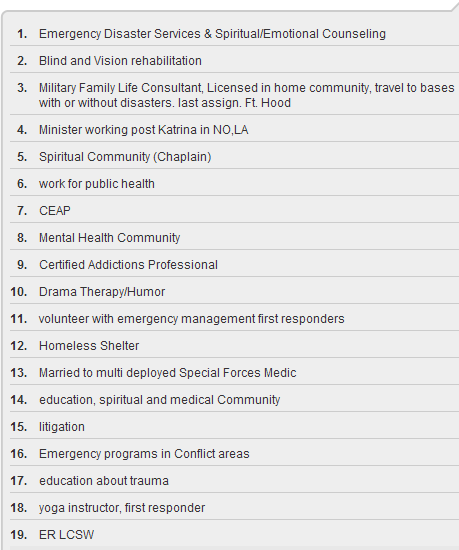 1. Emergency Disaster Services & Spiritual/Emotional Counseling
2. Blind and Vision rehabilitation
3. Military Family Life Consultant, Licensed in home community, travel to bases
with or without disasters. last assign. Ft. Hood
4. Minister working post Katrina in NO,LA
5. Spiritual Community (Chaplain)
6. work for public health
7. CEAP
8. Mental Health Community
9. Certified Addictions Professional
10. Drama Therapy/Humor
11. volunteer with emergency management first responders
12. Homeless Shelter
13. Married to multi deployed Special Forces Medic
14. education, spiritual and medical Community
15. litigation
16. Emergency programs in Conflict areas
17. education about trauma
18. yoga instructor, first responder
19. ER LCSW